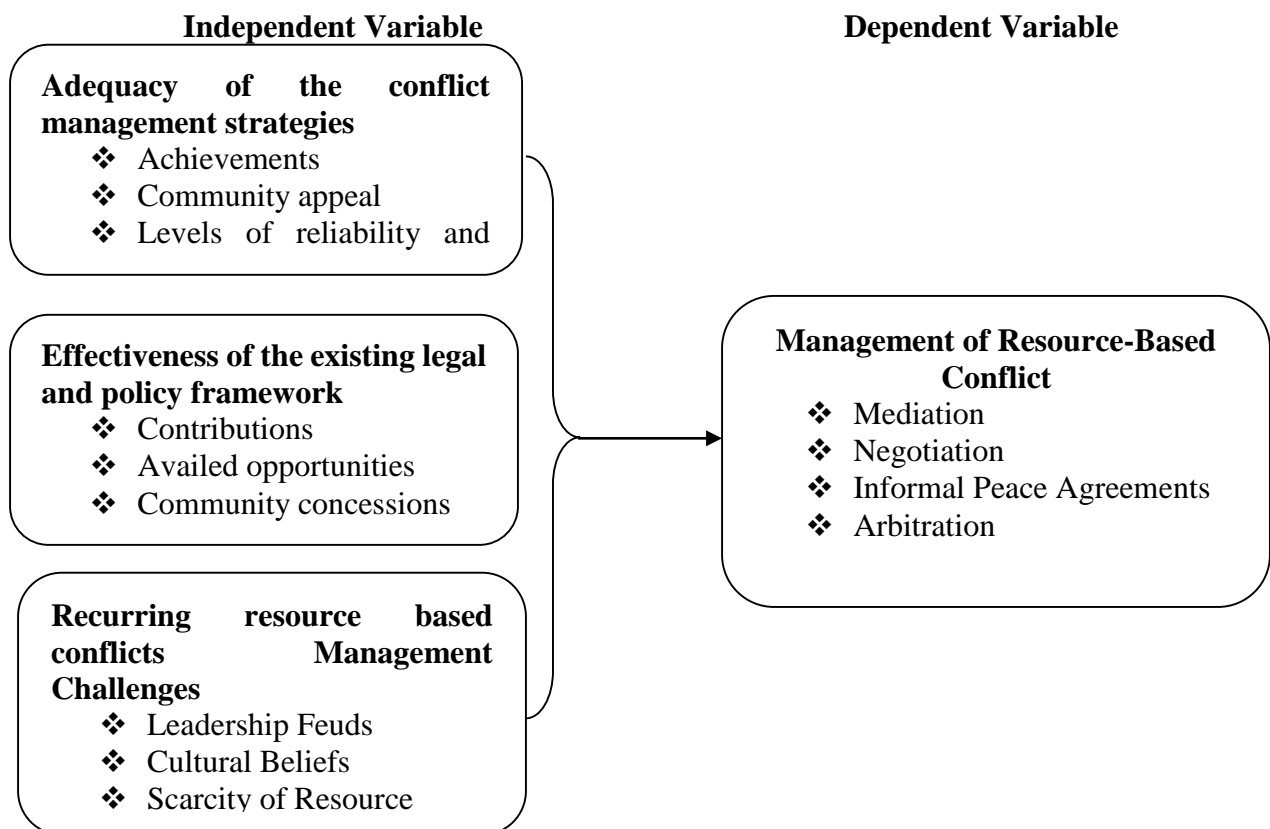 Independent Variable
Dependent Variable
Adequacy of the conflict
management strategies
❖ Achievements
❖ Community appeal
❖ Levels of reliability and
Effectiveness of the existing legal
and policy framework
❖ Contributions
❖ Availed opportunities
❖ Community concessions
Recurring resource based
conflicts Management
Challenges
❖ Leadership Feuds
❖ Cultural Beliefs
❖ Scarcity of Resource
Management of Resource-Based
Conflict
❖ Mediation
❖ Negotiation
❖ Informal Peace Agreements
❖ Arbitration